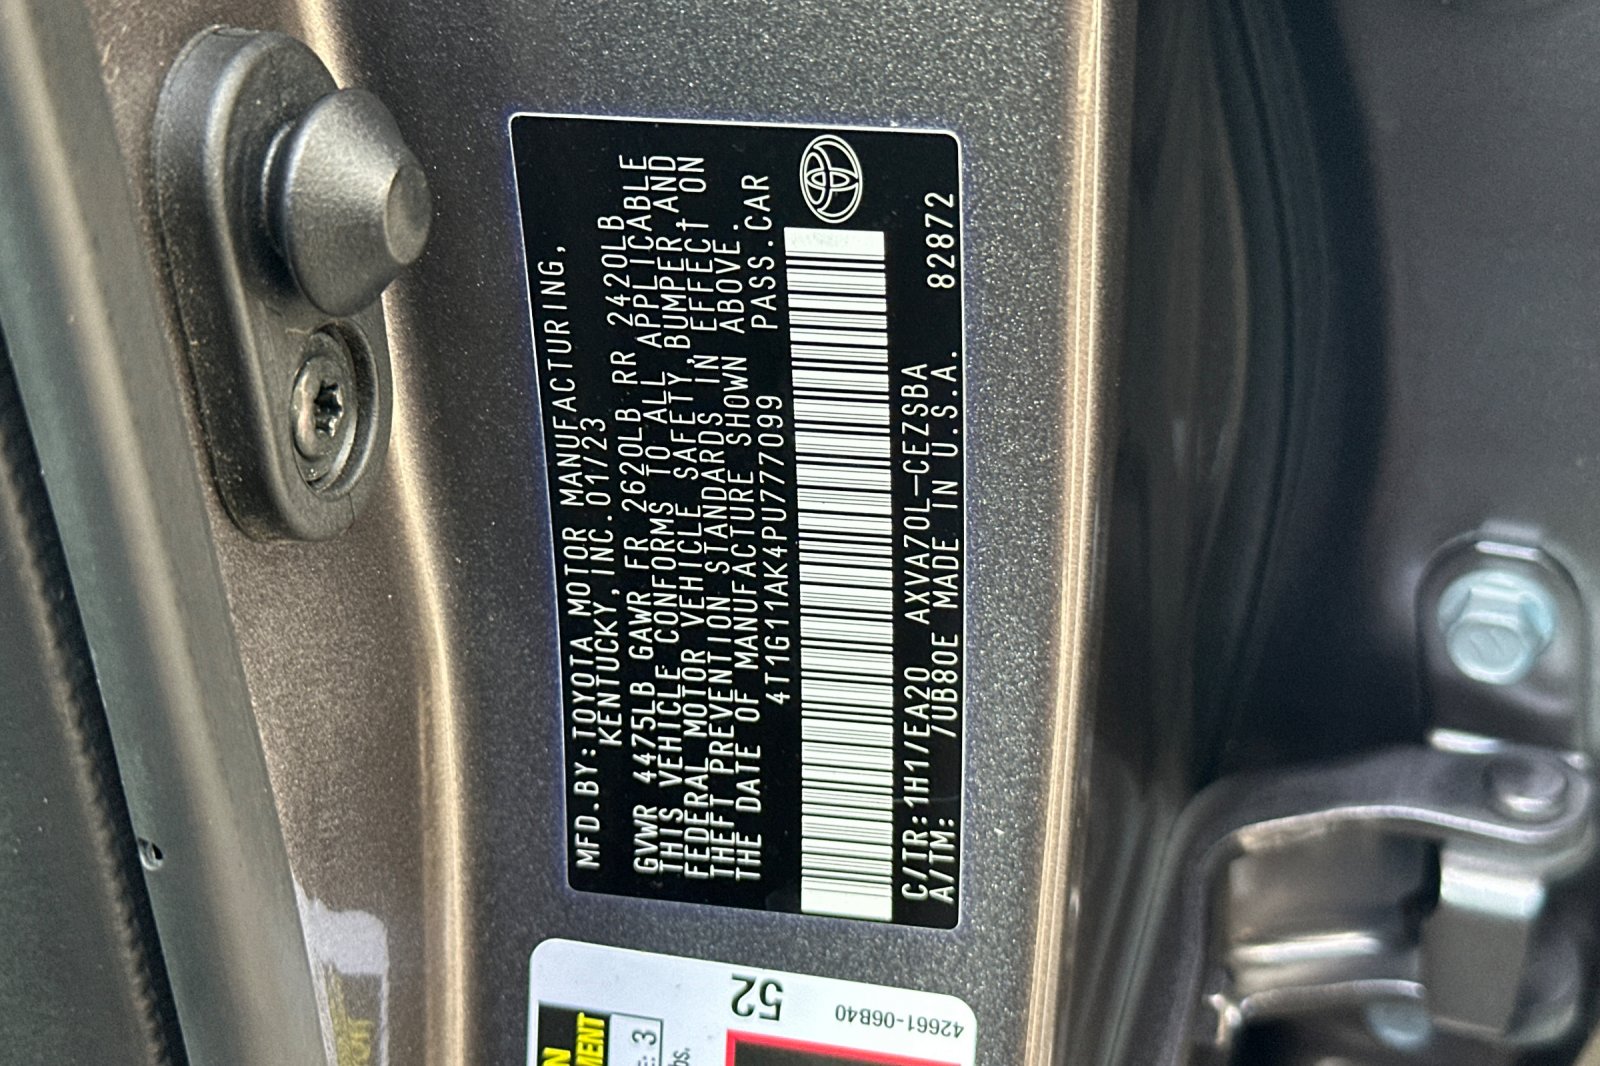 MFD.BY:TOYOTA MOTOR MANUFACTURING,
KENTUCKY,INC.01/23
GVWR 4475LB GAWR FR 2620LB RR 2420LB
THIS VEHICLE CONFORMS TO ALL APPLICABLE
FEDERAL MOTOR VEHICLE SAFETY,BUMPER,AND
THEFT PREVENTION STANDARDS IN EFFECT ON
THE DATE OF MANUFACTURE SHOWN ABOVE.
4T1G11AK4PU777099 PASS.CAR
C/TR:1H1/EA20 AXVA70L-CEZSBA 82872
A/TM: /UB80E MADE IN U.S.A.
52
42661-06B40
3